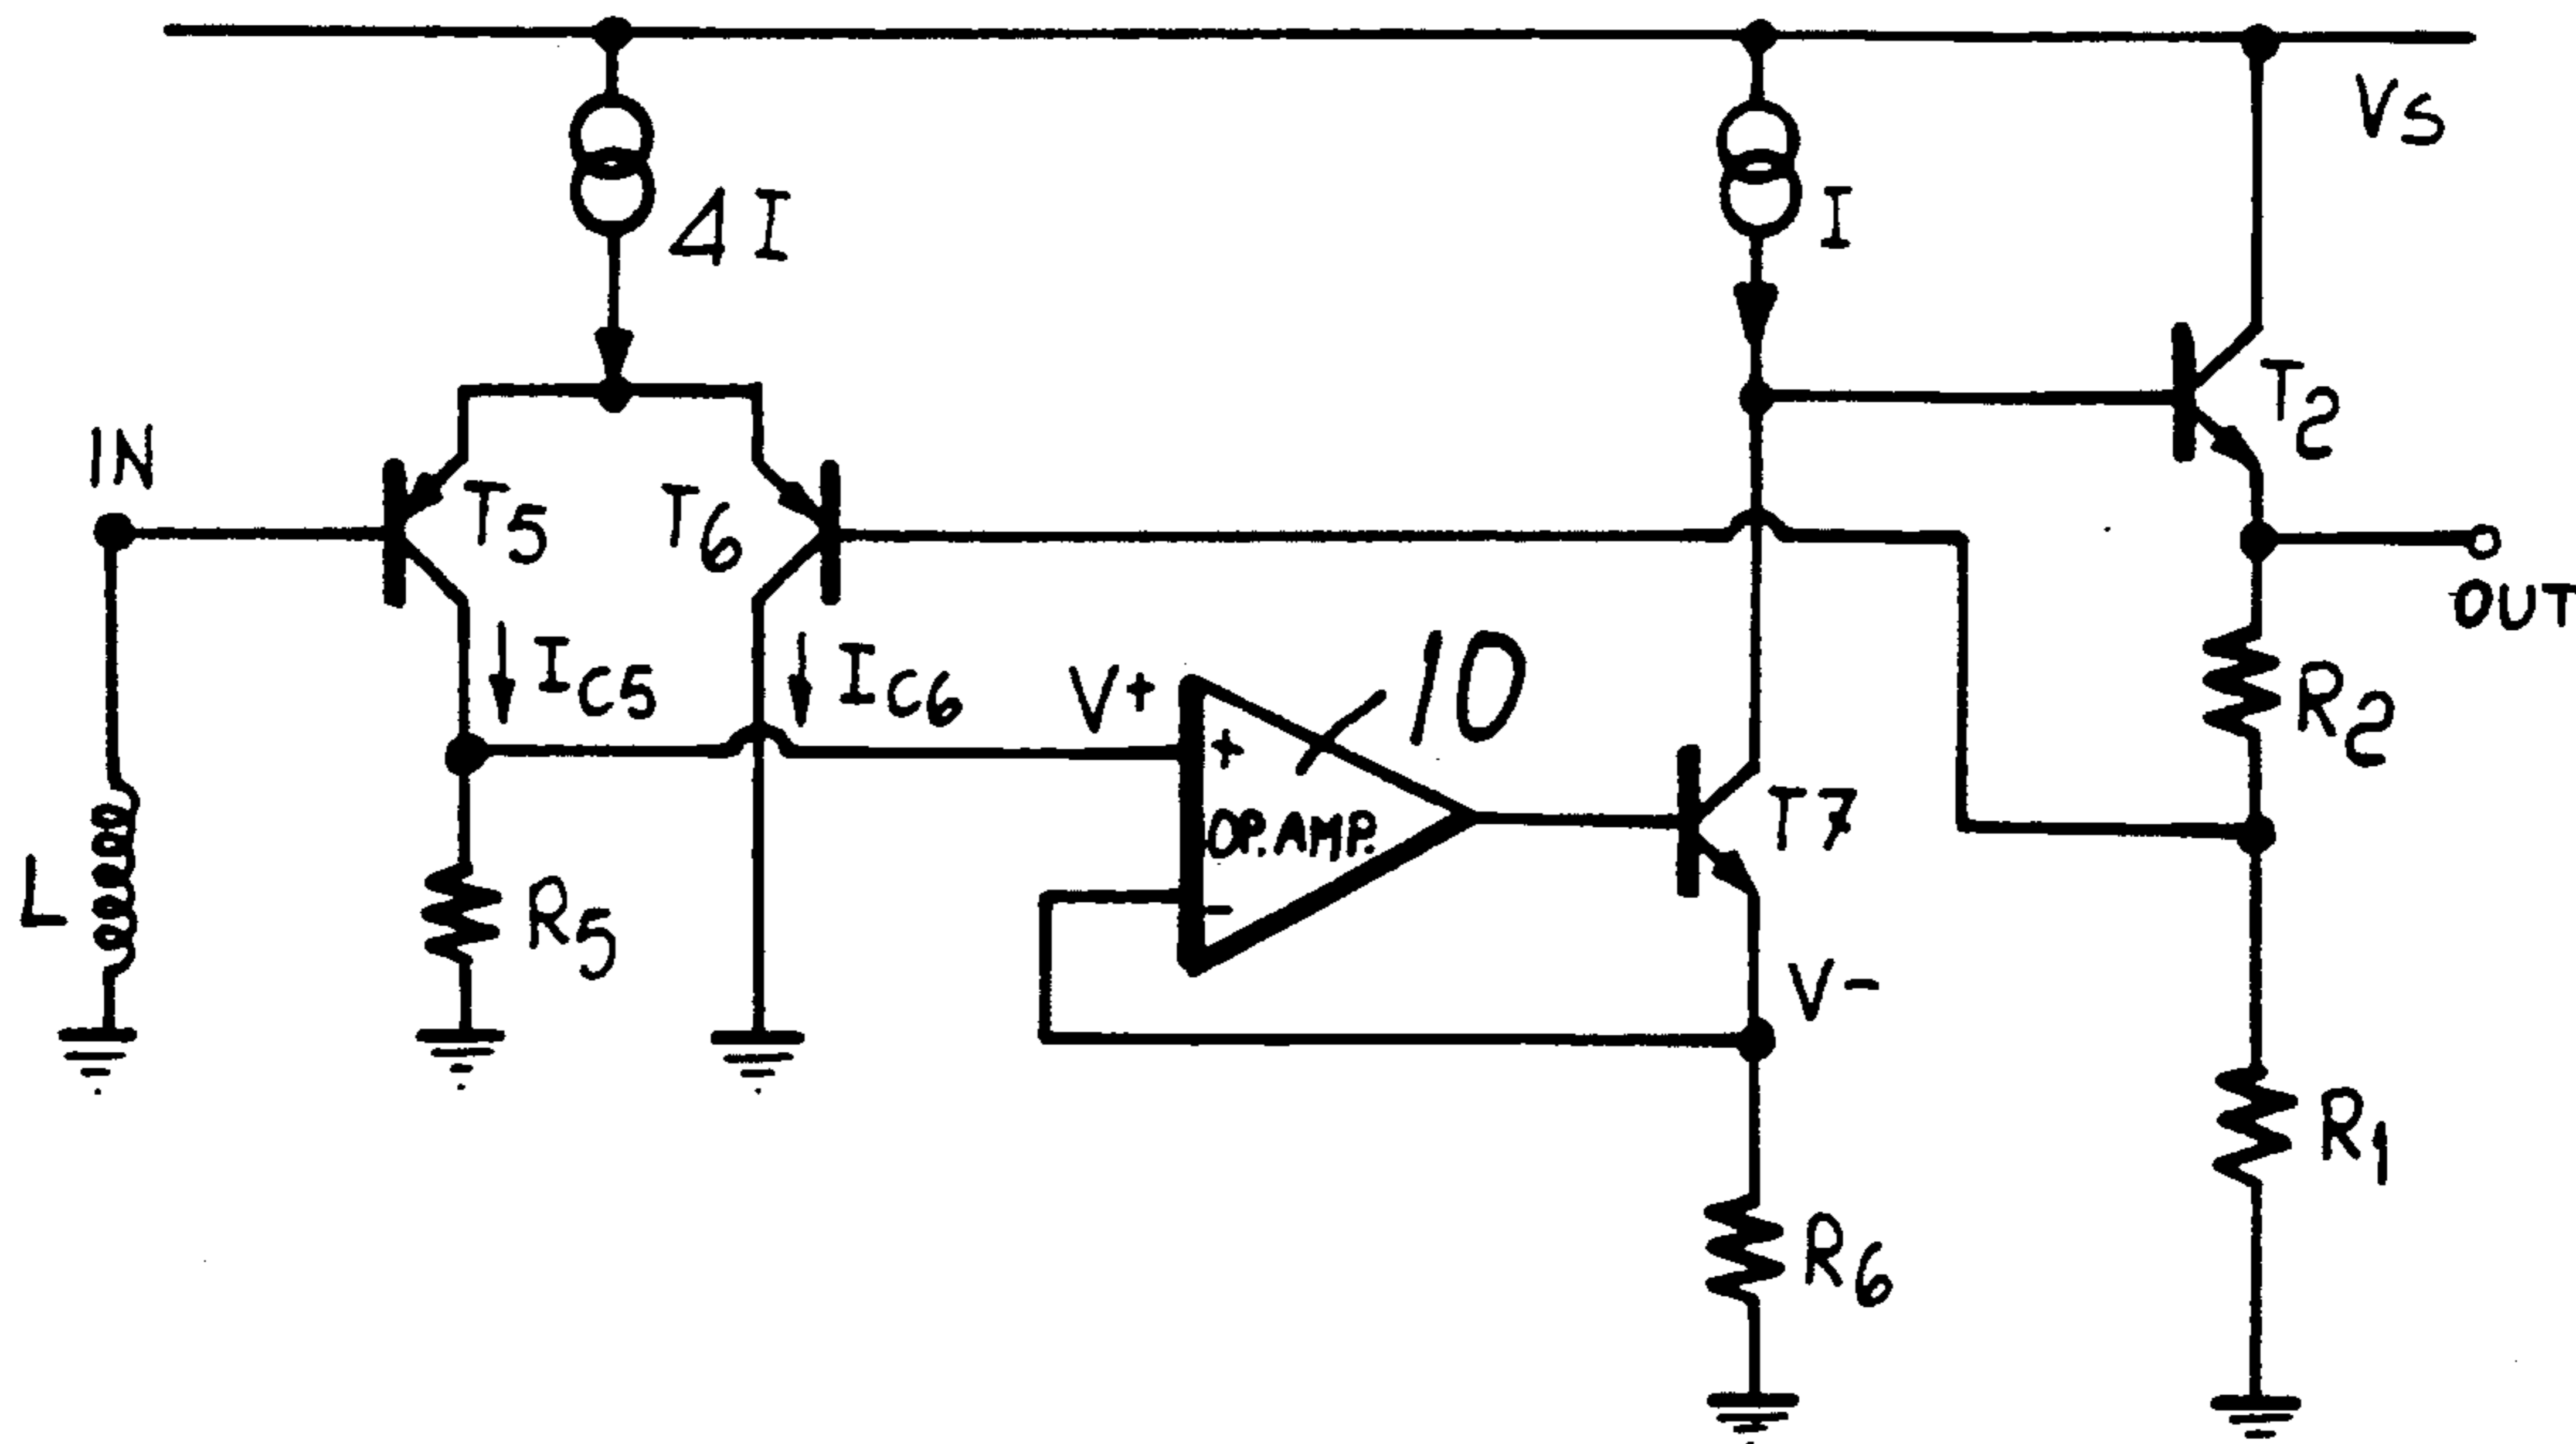 VS
4I
I
T2
IN
T5
T6
OUT
IC5
IC6
V+
10
+
OP. AMP.
-
T7
R2
L
R5
V-
R1
R6